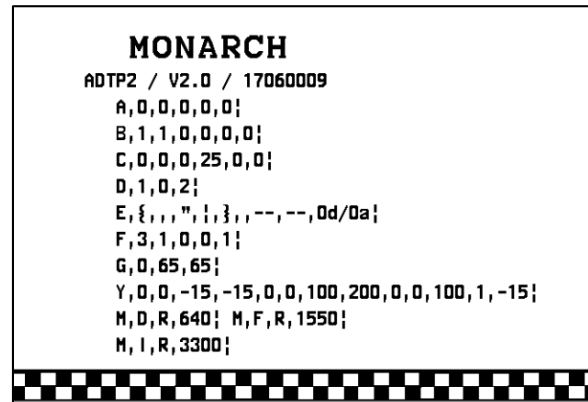 MONARCH
ADTP2 / V2.0 / 17060009
A,0,0,0,0,0¦
B,1,1,0,0,0,0¦
C,0,0,0,25,0,0¦
D,1,0,2¦
E,{,,,",¦,},,--,--,0d/0a¦
F,3,1,0,0,1¦
G,0,65,65¦
Y,0,0,-15,-15,0,0,100,200,0,0,100,1,-15¦
M,D,R,640¦ M,F,R,1550¦
M,I,R,3300¦